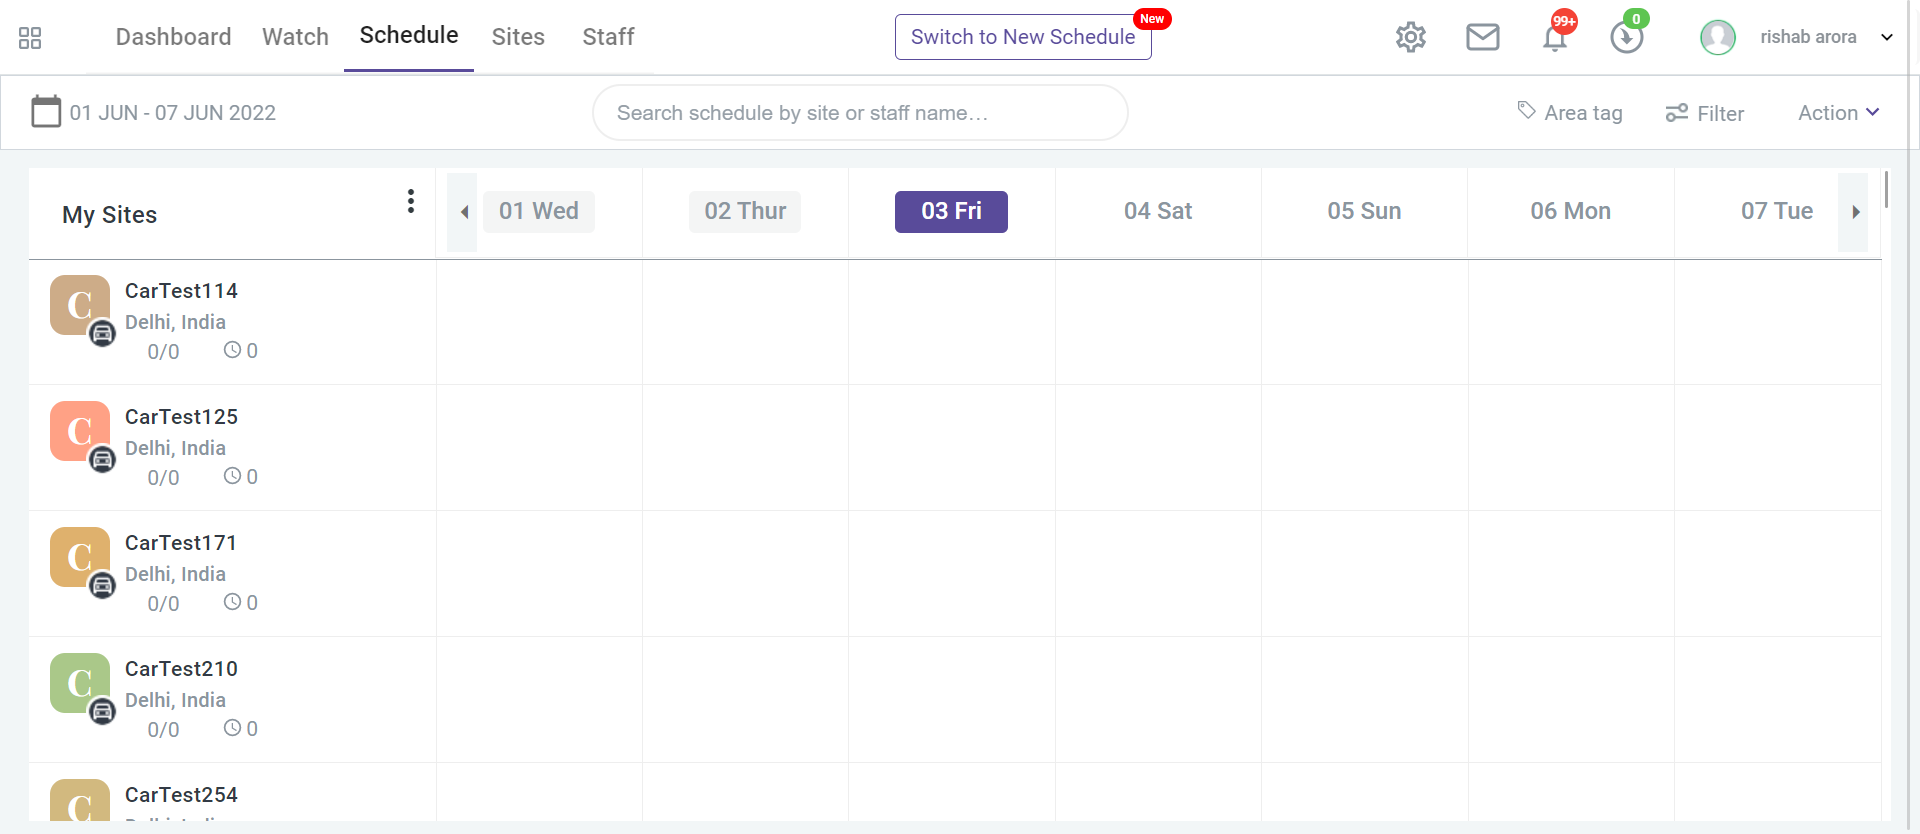 Dashboard Watch Schedule Sites Staff Switch to New Schedule New 99+ 0 rishab arora
01 JUN - 07 JUN 2022 Search schedule by site or staff name... Area tag Filter Action
My Sites 01 Wed 02 Thur 03 Fri 04 Sat 05 Sun 06 Mon 07 Tue
C CarTest114
Delhi, India
0/0 0
C CarTest125
Delhi, India
0/0 0
C CarTest171
Delhi, India
0/0 0
C CarTest210
Delhi, India
0/0 0
C CarTest254